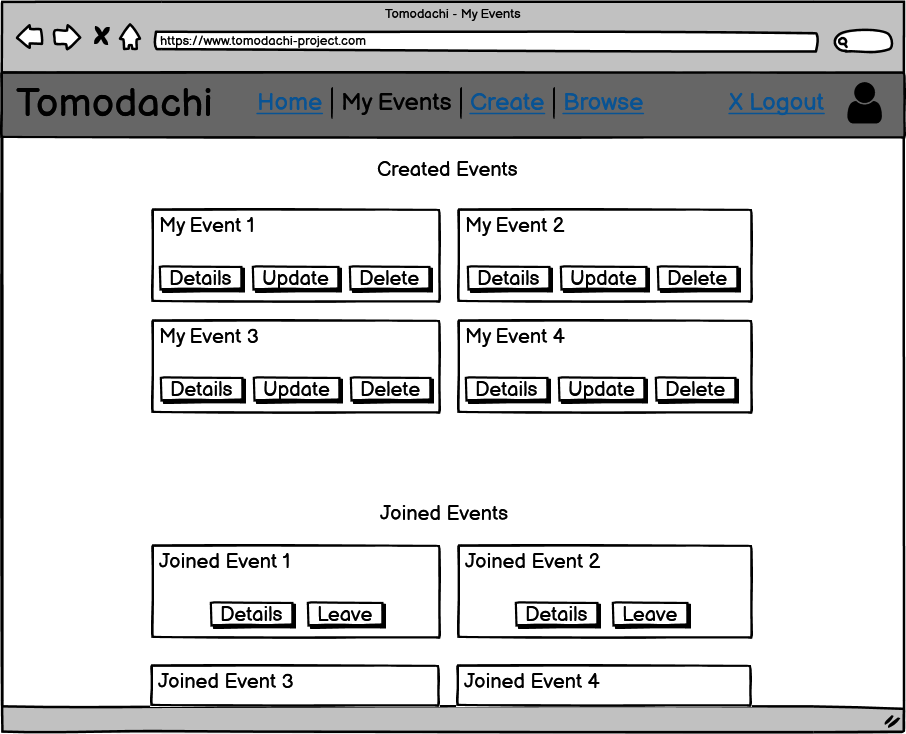 Tomodachi - My Events
https://www.tomodachi-project.com
Tomodachi Home My Events Create Browse X Logout
Created Events
My Event 1 My Event 2
Details Update Delete Details Update Delete
My Event 3 My Event 4
Details Update Delete Details Update Delete
Joined Events
Joined Event 1 Joined Event 2
Details Leave Details Leave
Joined Event 3 Joined Event 4